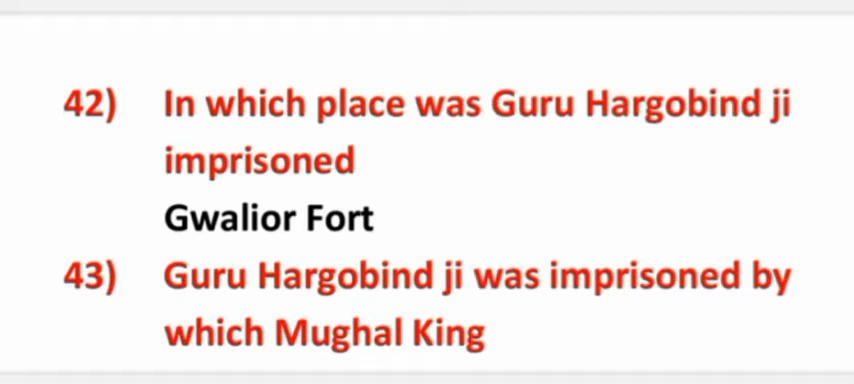 42) In which place was Guru Hargobind ji
imprisoned
Gwalior Fort
43) Guru Hargobind ji was imprisoned by
which Mughal King